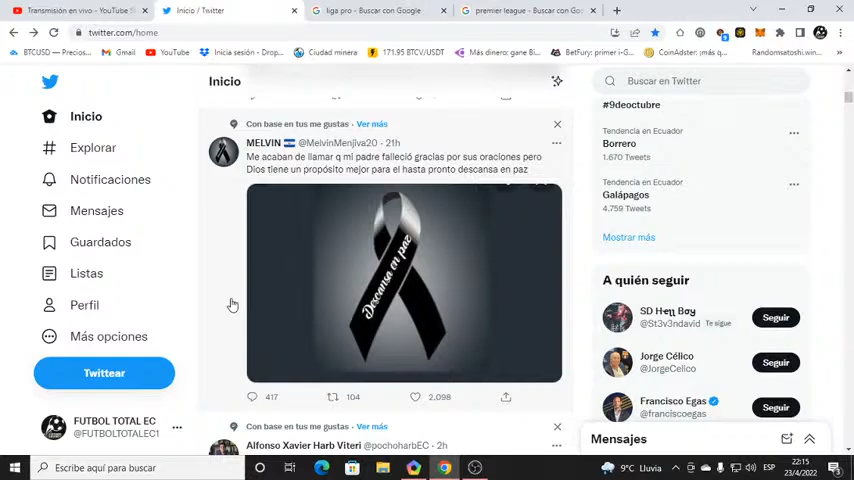 Transmisión en vivo - YouTube S
Inicio / Twitter
liga pro - Buscar con Google
premier league - Buscar con Goo
twitter.com/home
BTCUSD — Precios...
Gmail
YouTube
Inicia sesión - Drop...
Ciudad minera
171.95 BTCV/USDT
Más dinero: gane Bi...
BetFury: primer i-G...
CoinAdster: ¡más q...
Randomsatoshi.win...
Inicio
Explorar
Notificaciones
Mensajes
Guardados
Listas
Perfil
Más opciones
Twittear
FUTBOL TOTAL EC
@FUTBOLTOTALEC1
Inicio
Con base en tus me gustas · Ver más
MELVIN @MelvinMenjiva20 · 21h
Me acaban de llamar q mi padre falleció gracias por sus oraciones pero
Dios tiene un propósito mejor para el hasta pronto descansa en paz
Descansa en paz
417 104 2,098
Con base en tus me gustas · Ver más
Alfonso Xavier Harb Viteri @pochoharbEC · 2h
Buscar en Twitter
#9deoctubre
Tendencia en Ecuador
Borrero
1.670 Tweets
Tendencia en Ecuador
Galápagos
4.759 Tweets
Mostrar más
A quién seguir
SD Hҽɳ Bσყ
@St3v3ndavid Te sigue
Seguir
Jorge Célico
@JorgeCelico
Seguir
Francisco Egas
@franciscoegas
Seguir
Mensajes
Escribe aquí para buscar
9°C Lluvia
ESP
22:15
23/4/2022